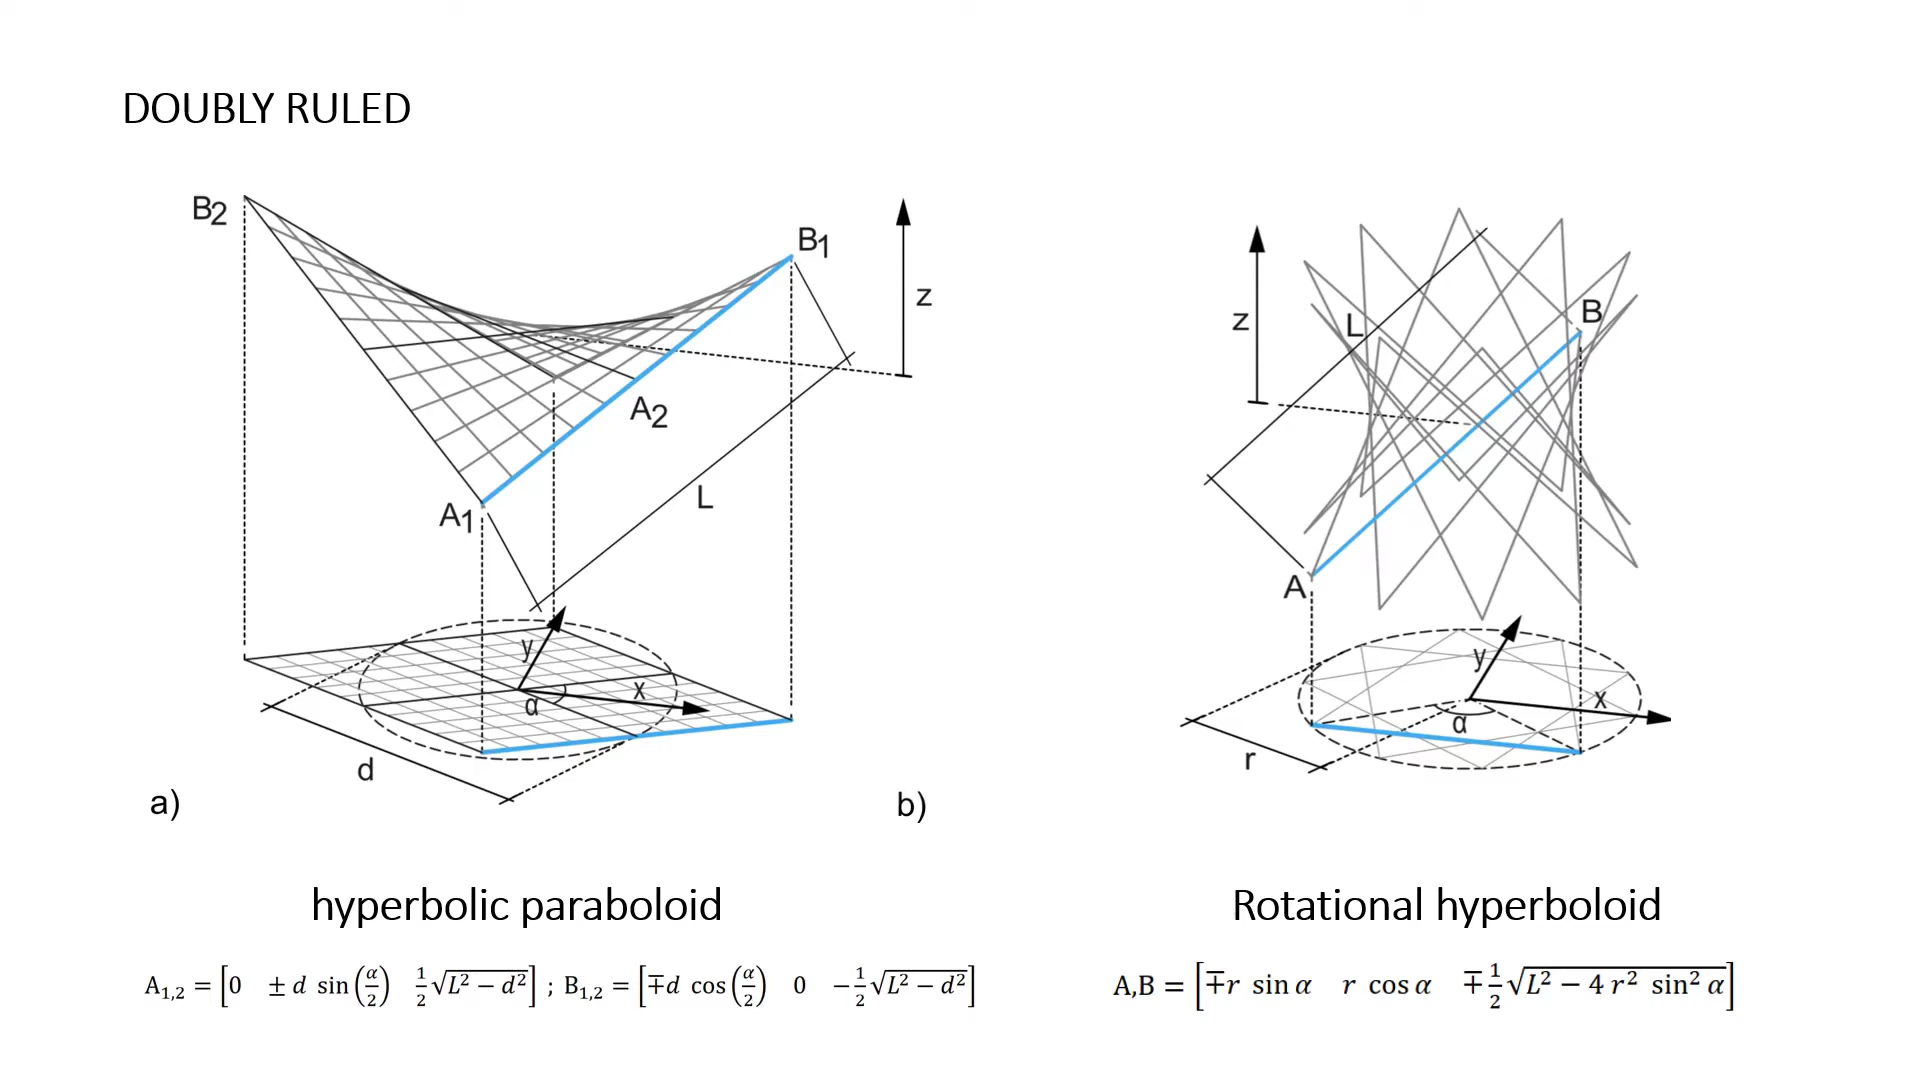 DOUBLY RULED
B2
B1
z
A2
A1
L
y
x
α
d
a)
z
L
B
A
y
x
α
r
b)
hyperbolic paraboloid
Rotational hyperboloid
A₁,₂ = [0 ± d sin(α/2) 1/2 √(L² − d²)] ; B₁,₂ = [∓d cos(α/2) 0 −1/2 √(L² − d²)]
A,B = [∓r sin α r cos α ∓1/2 √(L² − 4 r² sin² α)]